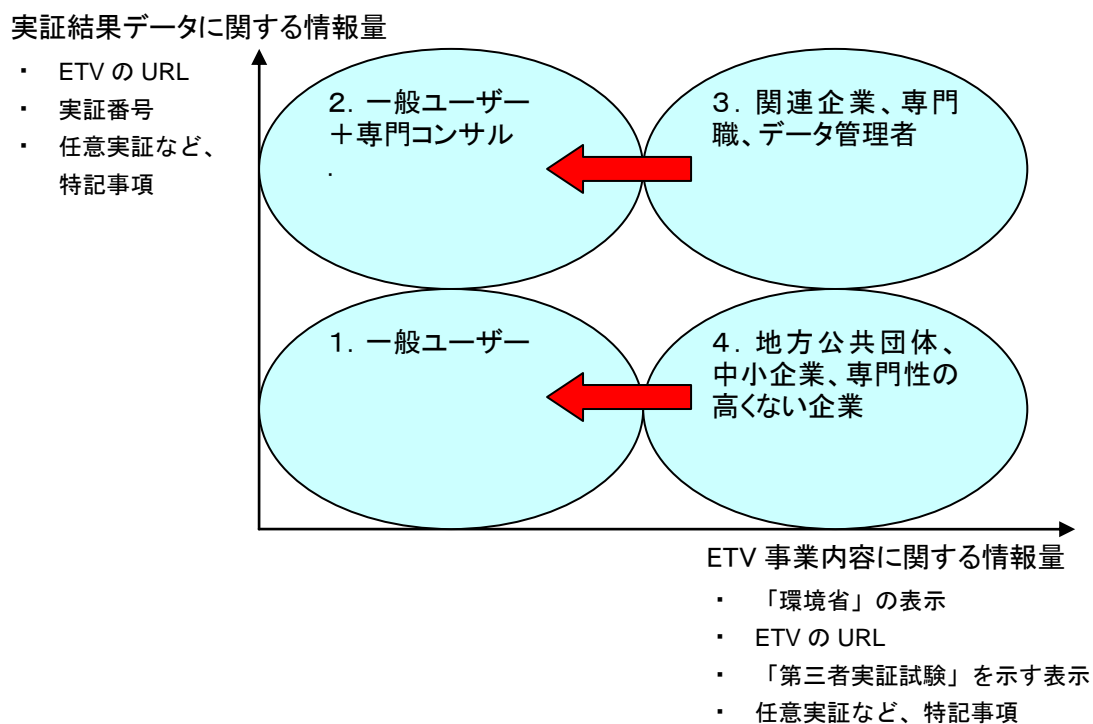 実証結果データに関する情報量
・ ETV の URL
・ 実証番号
・ 任意実証など、
特記事項
2．一般ユーザー
＋専門コンサル
.
3．関連企業、専門
職、データ管理者
1．一般ユーザー
4．地方公共団体、
中小企業、専門性の
高くない企業
ETV 事業内容に関する情報量
・ 「環境省」の表示
・ ETV の URL
・ 「第三者実証試験」を示す表示
・ 任意実証など、特記事項